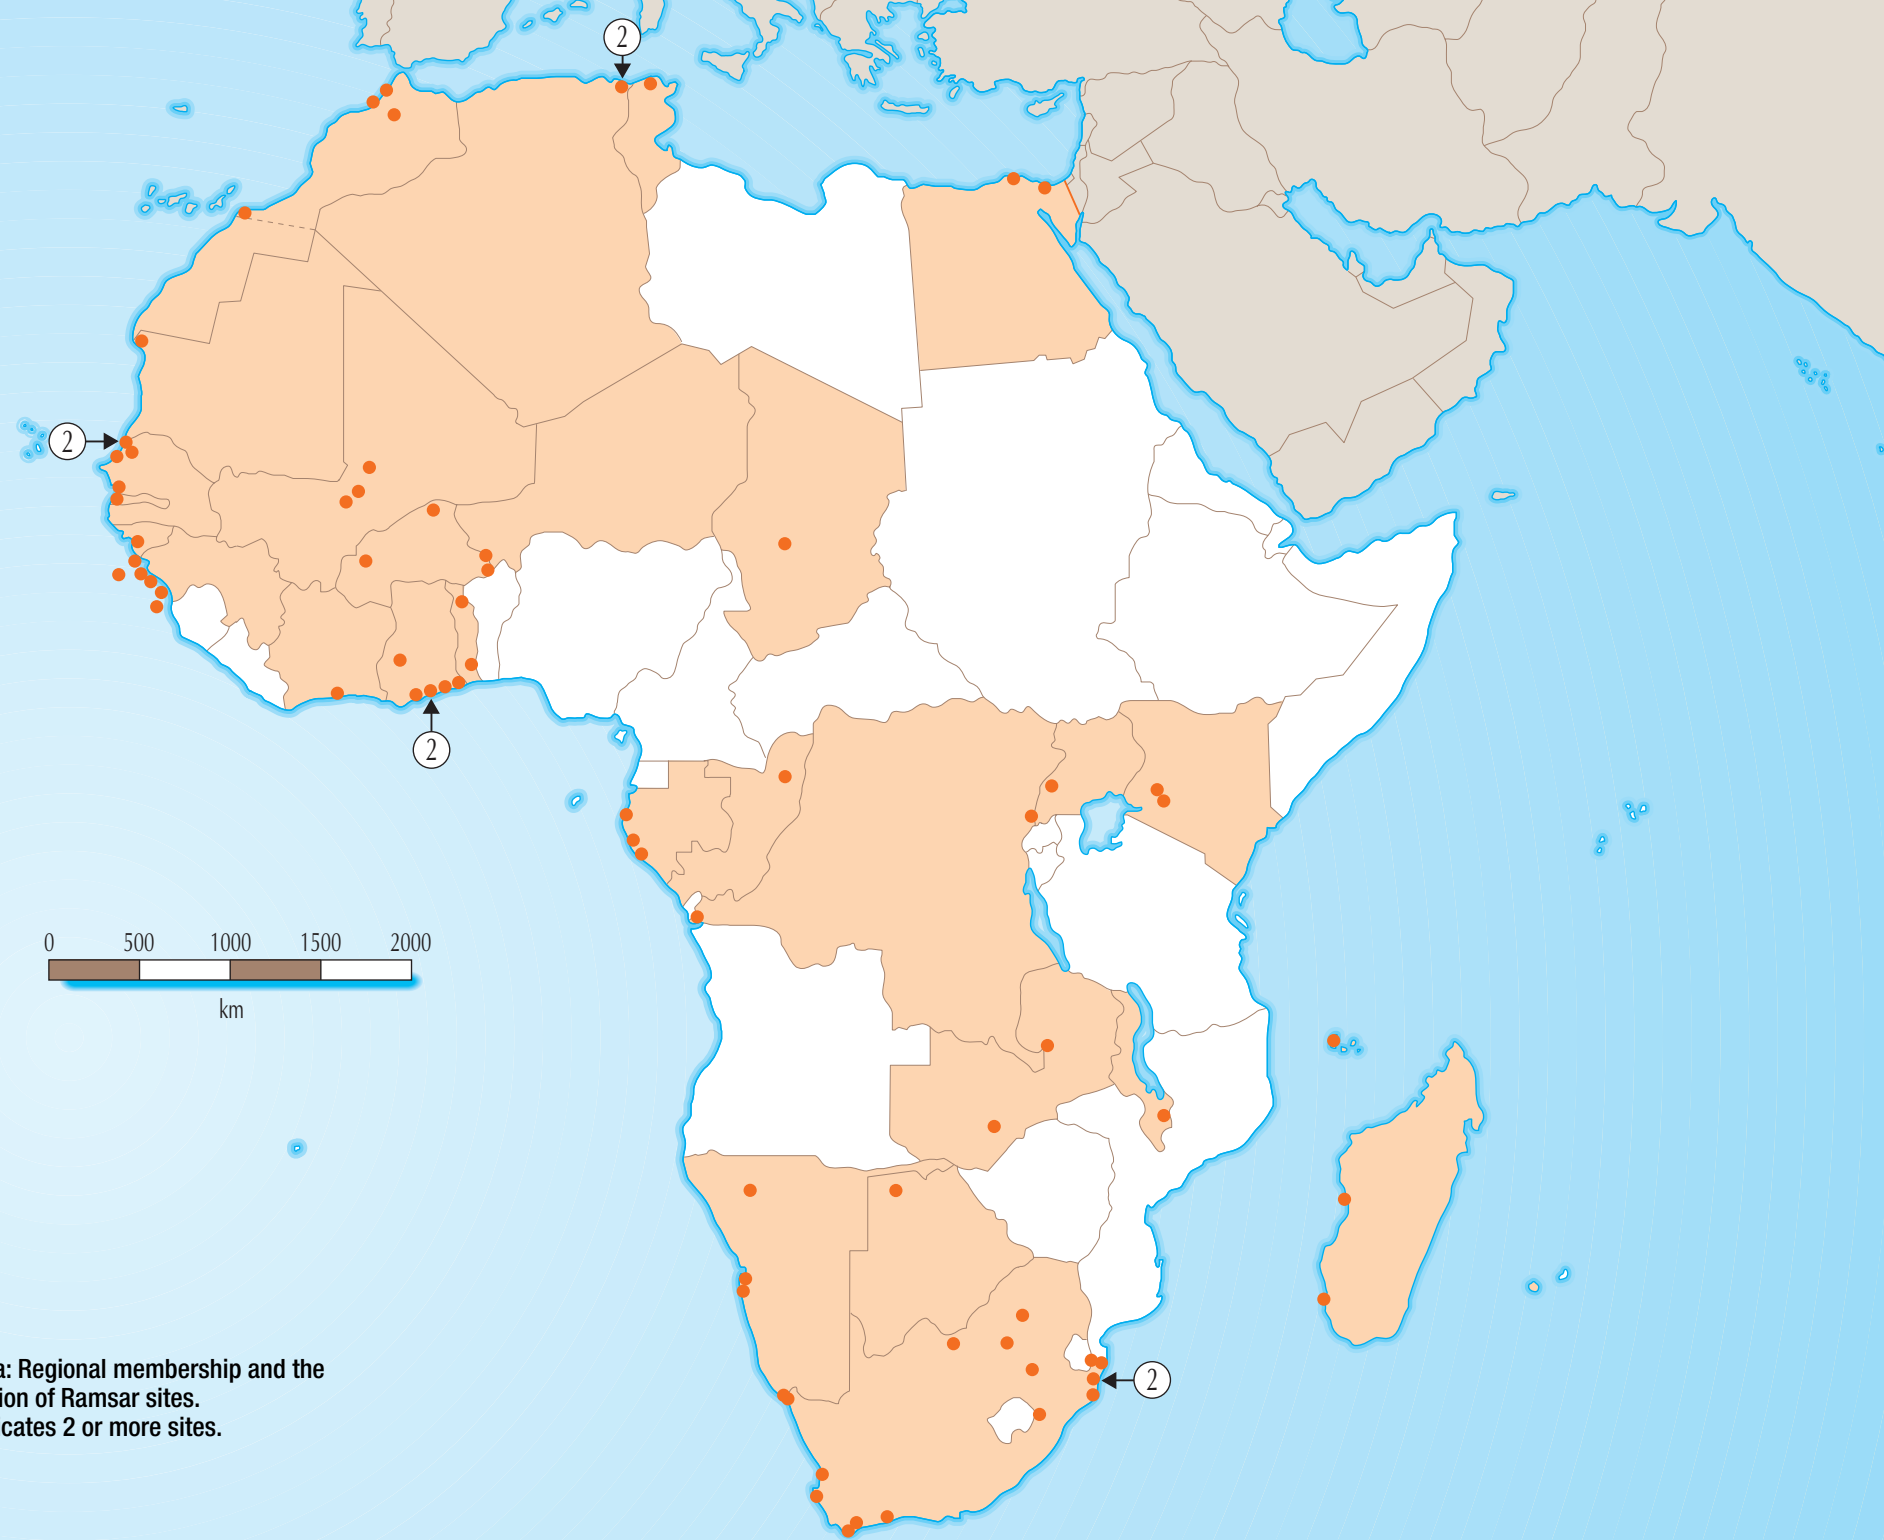 2
2
2
0 500 1000 1500 2000
km
a: Regional membership and the
ion of Ramsar sites.
icates 2 or more sites.
2